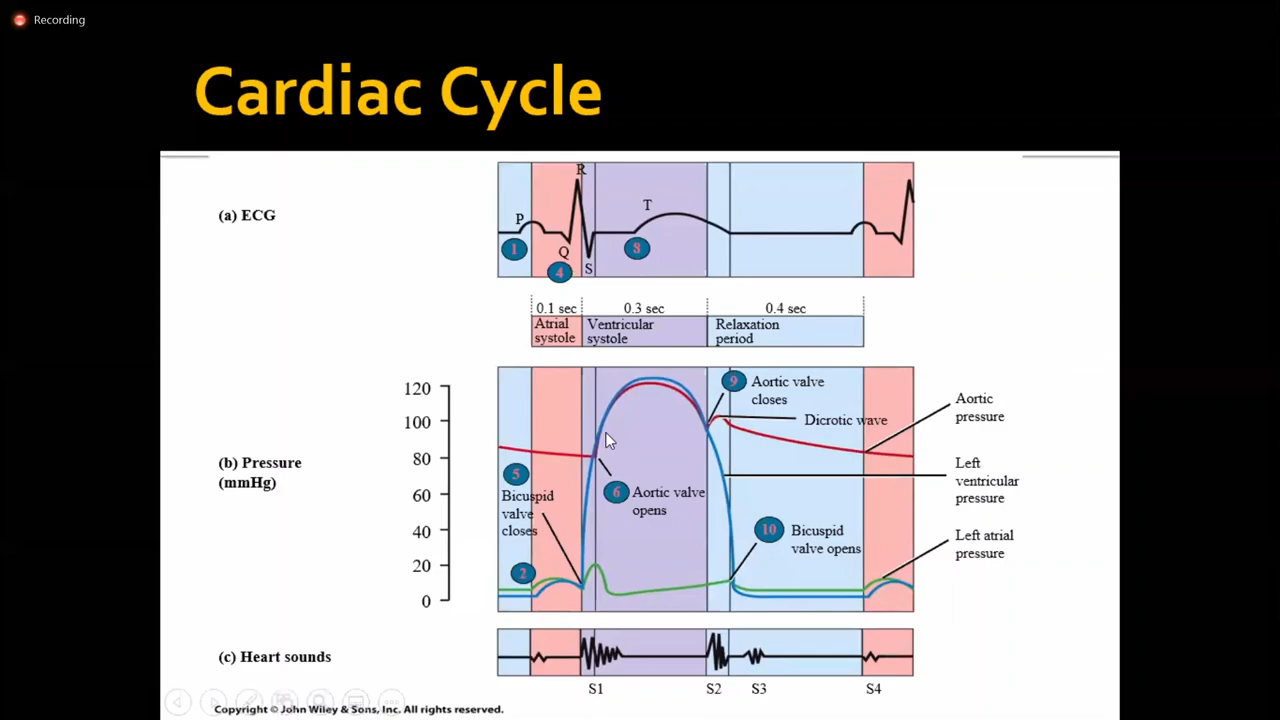 Recording
Cardiac Cycle
R
P
T
(a) ECG
1
8
Q
S
4
0.1 sec
0.3 sec
0.4 sec
Atrial
systole
Ventricular
systole
Relaxation
period
120
100
80
60
40
20
0
(b) Pressure
(mmHg)
9
Aortic valve
closes
Dicrotic wave
Aortic
pressure
5
Bicuspid
valve
closes
6
Aortic valve
opens
Left
ventricular
pressure
10
Bicuspid
valve opens
Left atrial
pressure
2
(c) Heart sounds
S1
S2
S3
S4
Copyright © John Wiley & Sons, Inc. All rights reserved.